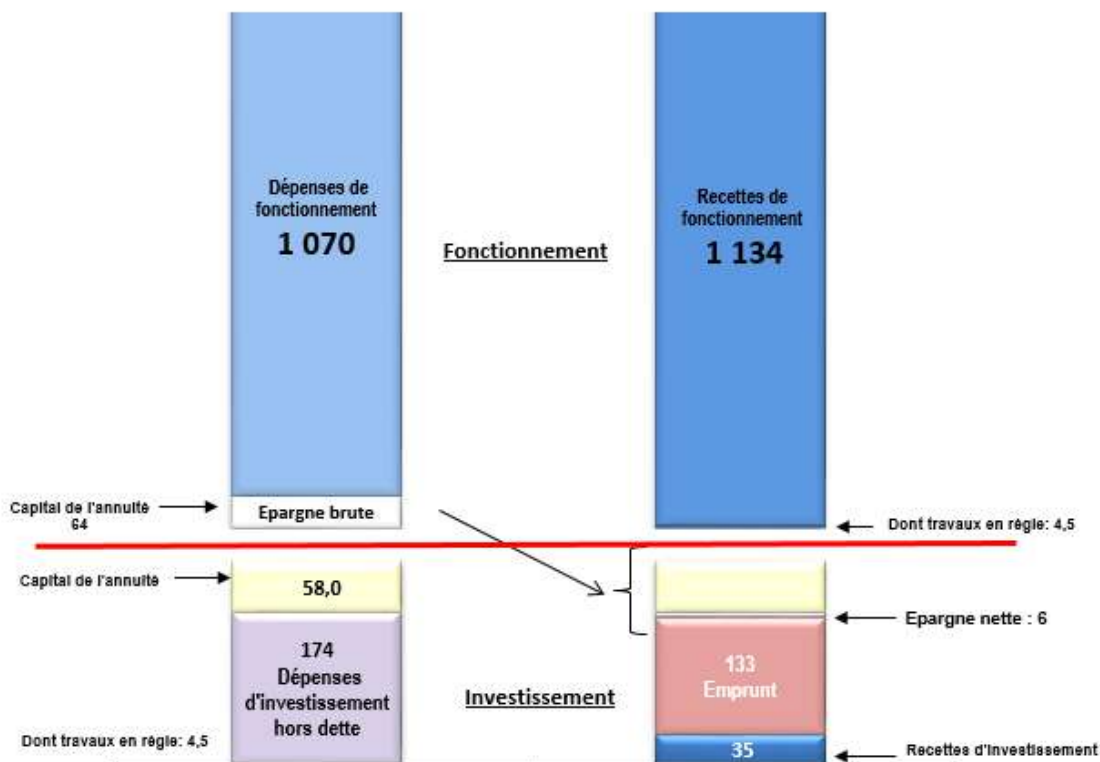 Dépenses de
fonctionnement
1 070
Fonctionnement
Recettes de
fonctionnement
1 134
Capital de l'annuité
64
Epargne brute
Dont travaux en régie: 4,5
Capital de l'annuité
58,0
Epargne nette : 6
174
Dépenses
d'investissement
hors dette
Investissement
133
Emprunt
Dont travaux en régie: 4,5
35
Recettes d'investissement